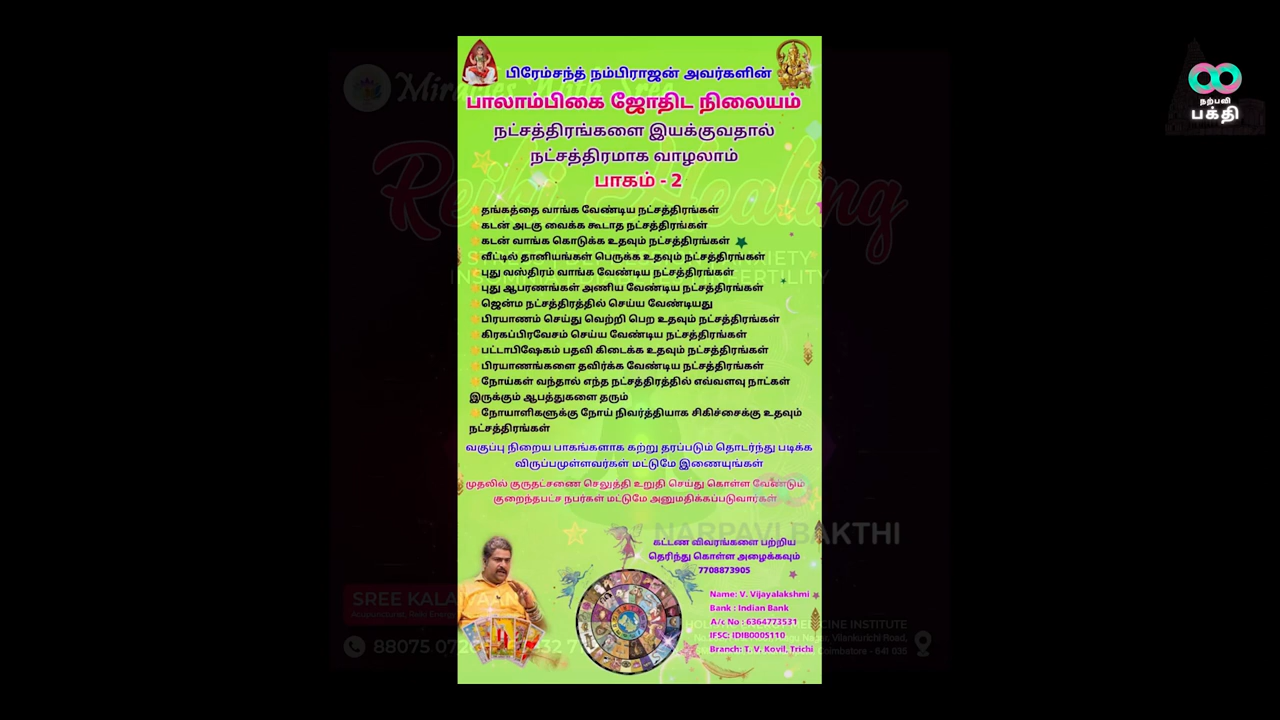 பிரேம்சந்த் நம்பிராஜன் அவர்களின்
பாலாம்பிகை ஜோதிட நிலையம்
நட்சத்திரங்களை இயக்குவதால்
நட்சத்திரமாக வாழலாம்
பாகம் - 2
தங்கத்தை வாங்க வேண்டிய நட்சத்திரங்கள்
கடன் அடகு வைக்க கூடாத நட்சத்திரங்கள்
கடன் வாங்க கொடுக்க உதவும் நட்சத்திரங்கள்
வீட்டில் தானியங்கள் பெருக்க உதவும் நட்சத்திரங்கள்
புது வஸ்திரம் வாங்க வேண்டிய நட்சத்திரங்கள்
புது ஆபரணங்கள் அணிய வேண்டிய நட்சத்திரங்கள்
ஜென்ம நட்சத்திரத்தில் செய்ய வேண்டியது
பிரயாணம் செய்து வெற்றி பெற உதவும் நட்சத்திரங்கள்
கிரகப்பிரவேசம் செய்ய வேண்டிய நட்சத்திரங்கள்
பட்டாபிஷேகம் பதவி கிடைக்க உதவும் நட்சத்திரங்கள்
பிரயாணங்களை தவிர்க்க வேண்டிய நட்சத்திரங்கள்
நோய்கள் வந்தால் எந்த நட்சத்திரத்தில் எவ்வளவு நாட்கள்
இருக்கும் ஆபத்துகளை தரும்
நோயாளிகளுக்கு நோய் நிவர்த்தியாக சிகிச்சைக்கு உதவும்
நட்சத்திரங்கள்
வகுப்பு நிறைய பாகங்களாக கற்று தரப்படும் தொடர்ந்து படிக்க
விருப்பமுள்ளவர்கள் மட்டுமே இணையுங்கள்
முதலில் குருதட்சணை செலுத்தி உறுதி செய்து கொள்ள வேண்டும்
குறைந்தபட்ச நபர்கள் மட்டுமே அனுமதிக்கப்படுவார்கள்
கட்டண விவரங்களை பற்றிய
தெரிந்து கொள்ள அழைக்கவும்
7708873905
Name: V. Vijayalakshmi
Bank : Indian Bank
A/c No : 6364773531
IFSC: IDIB000S110
Branch: T. V. Kovil, Trichi
நற்பவி
பக்தி
Reiki Healing
NARPAVI BAKTHI
SREE KALA
88075 072